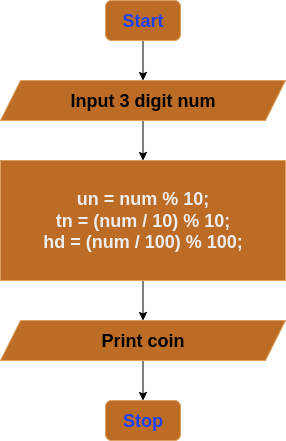 Start
Input 3 digit num
un = num % 10;
tn = (num / 10) % 10;
hd = (num / 100) % 100;
Print coin
Stop